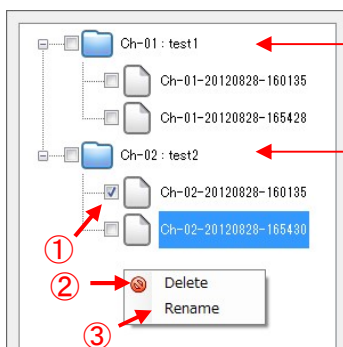 Ch-01 : test1
Ch-01-20120828-160135
Ch-01-20120828-165428
Ch-02 : test2
Ch-02-20120828-160135
Ch-02-20120828-165430
①
② Delete
Rename
③